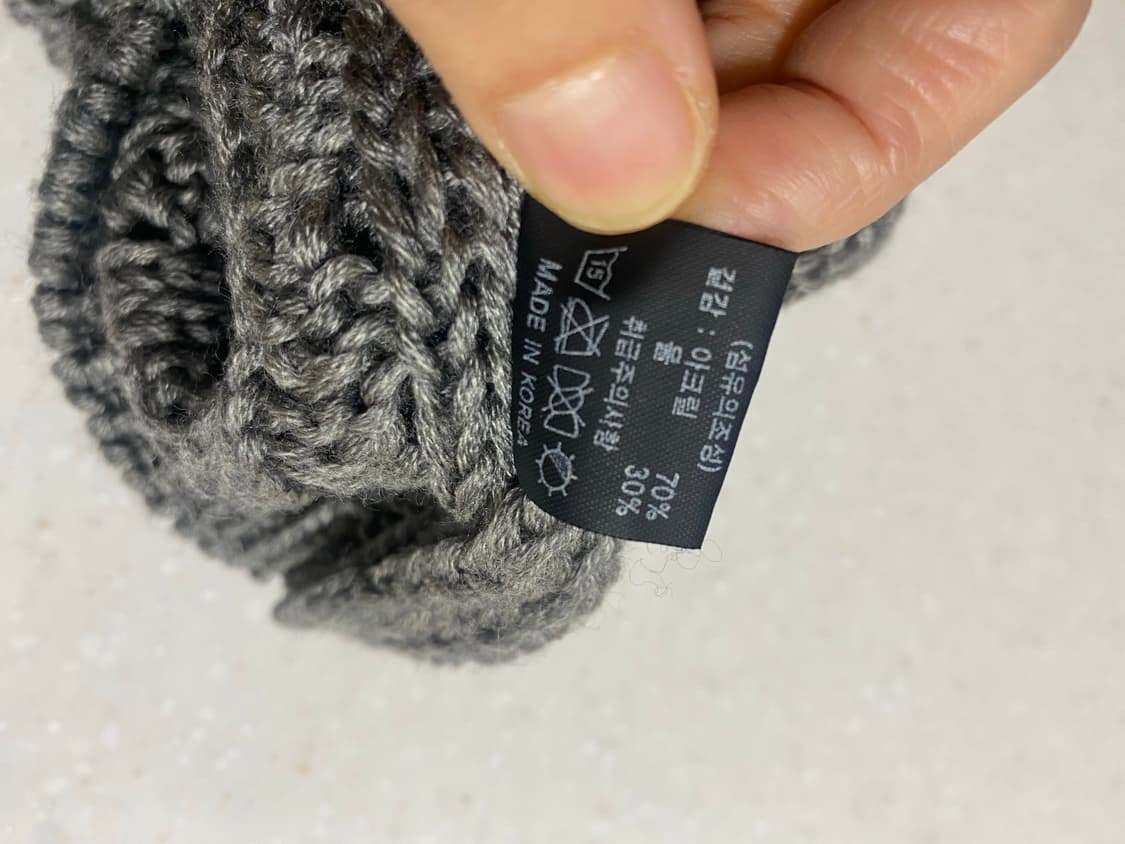 (섬유의조성)
겉감 : 아크릴 70%
울 30%
취급주의사항
15
MADE IN KOREA